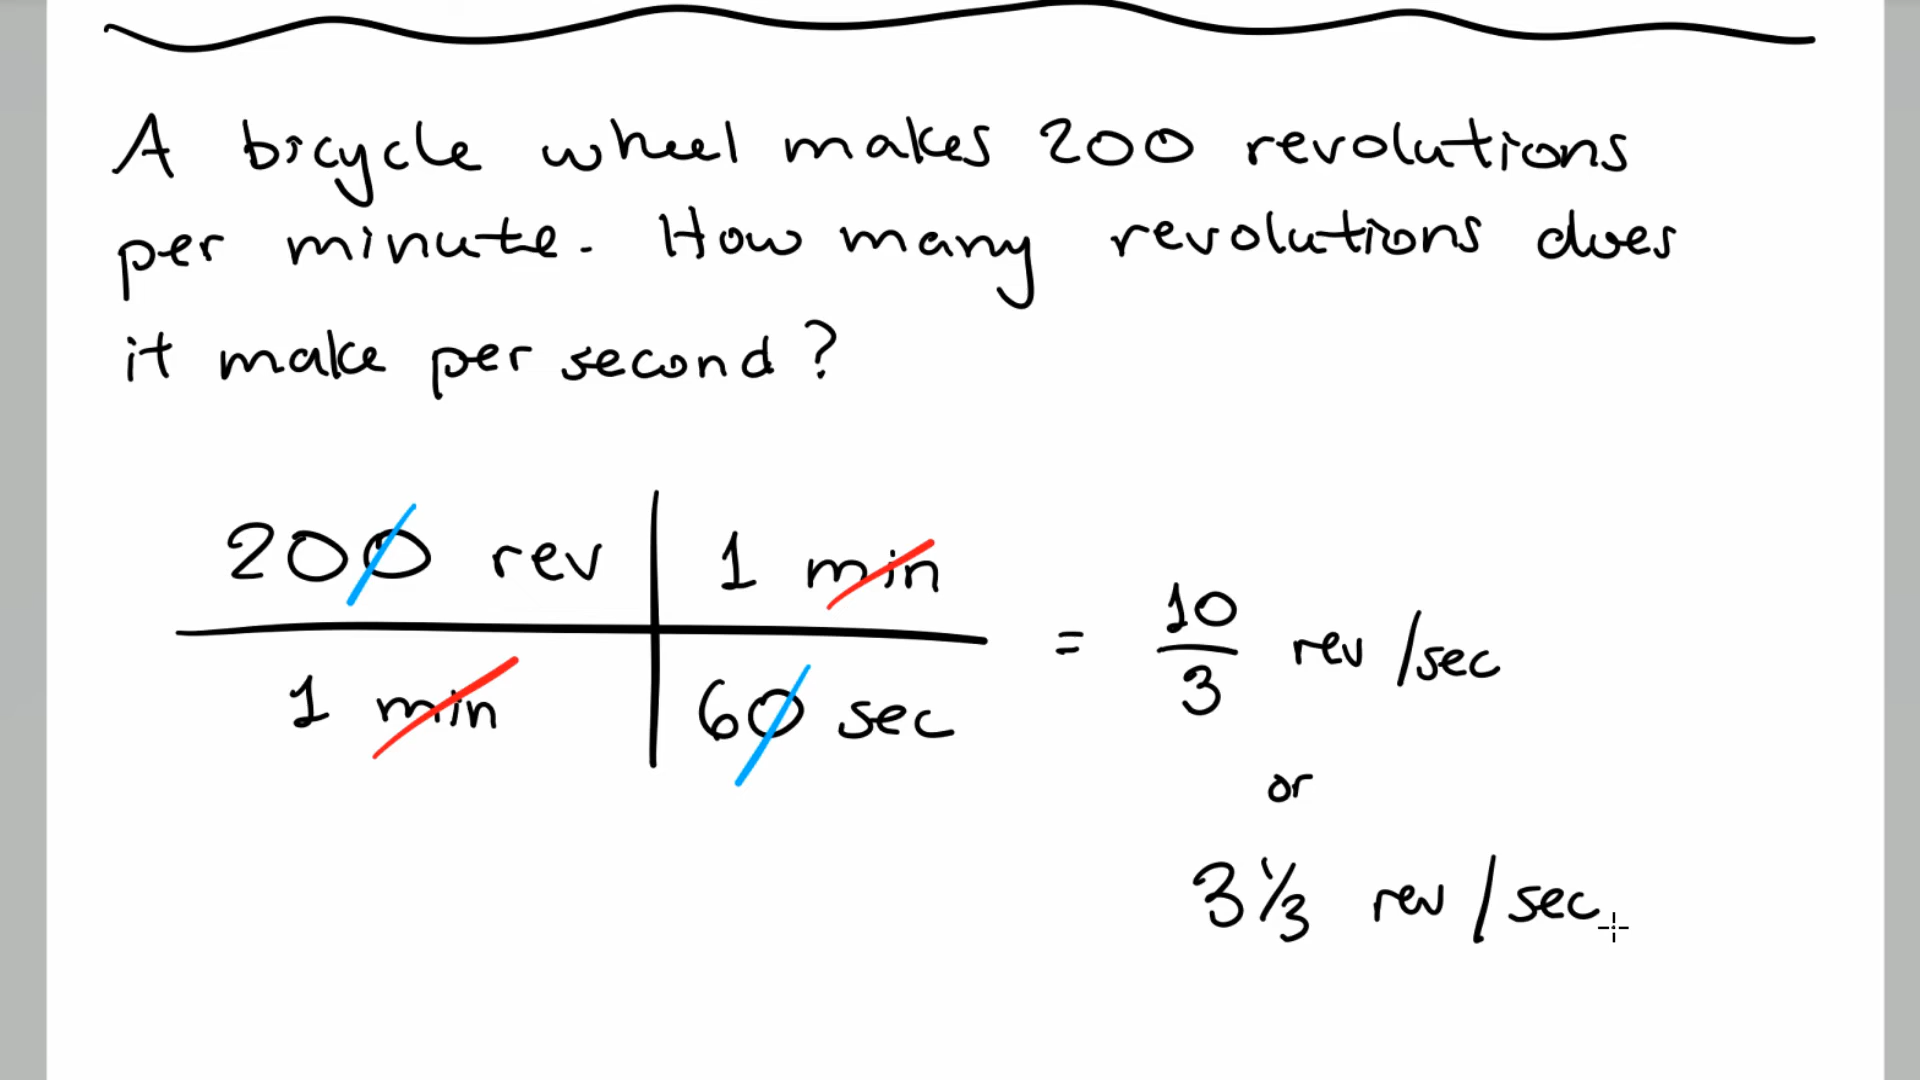 A bicycle wheel makes 200 revolutions
per minute. How many revolutions does
it make per second?
200 rev | 1 min
1 min | 60 sec
= 10/3 rev/sec
or
3 1/3 rev/sec